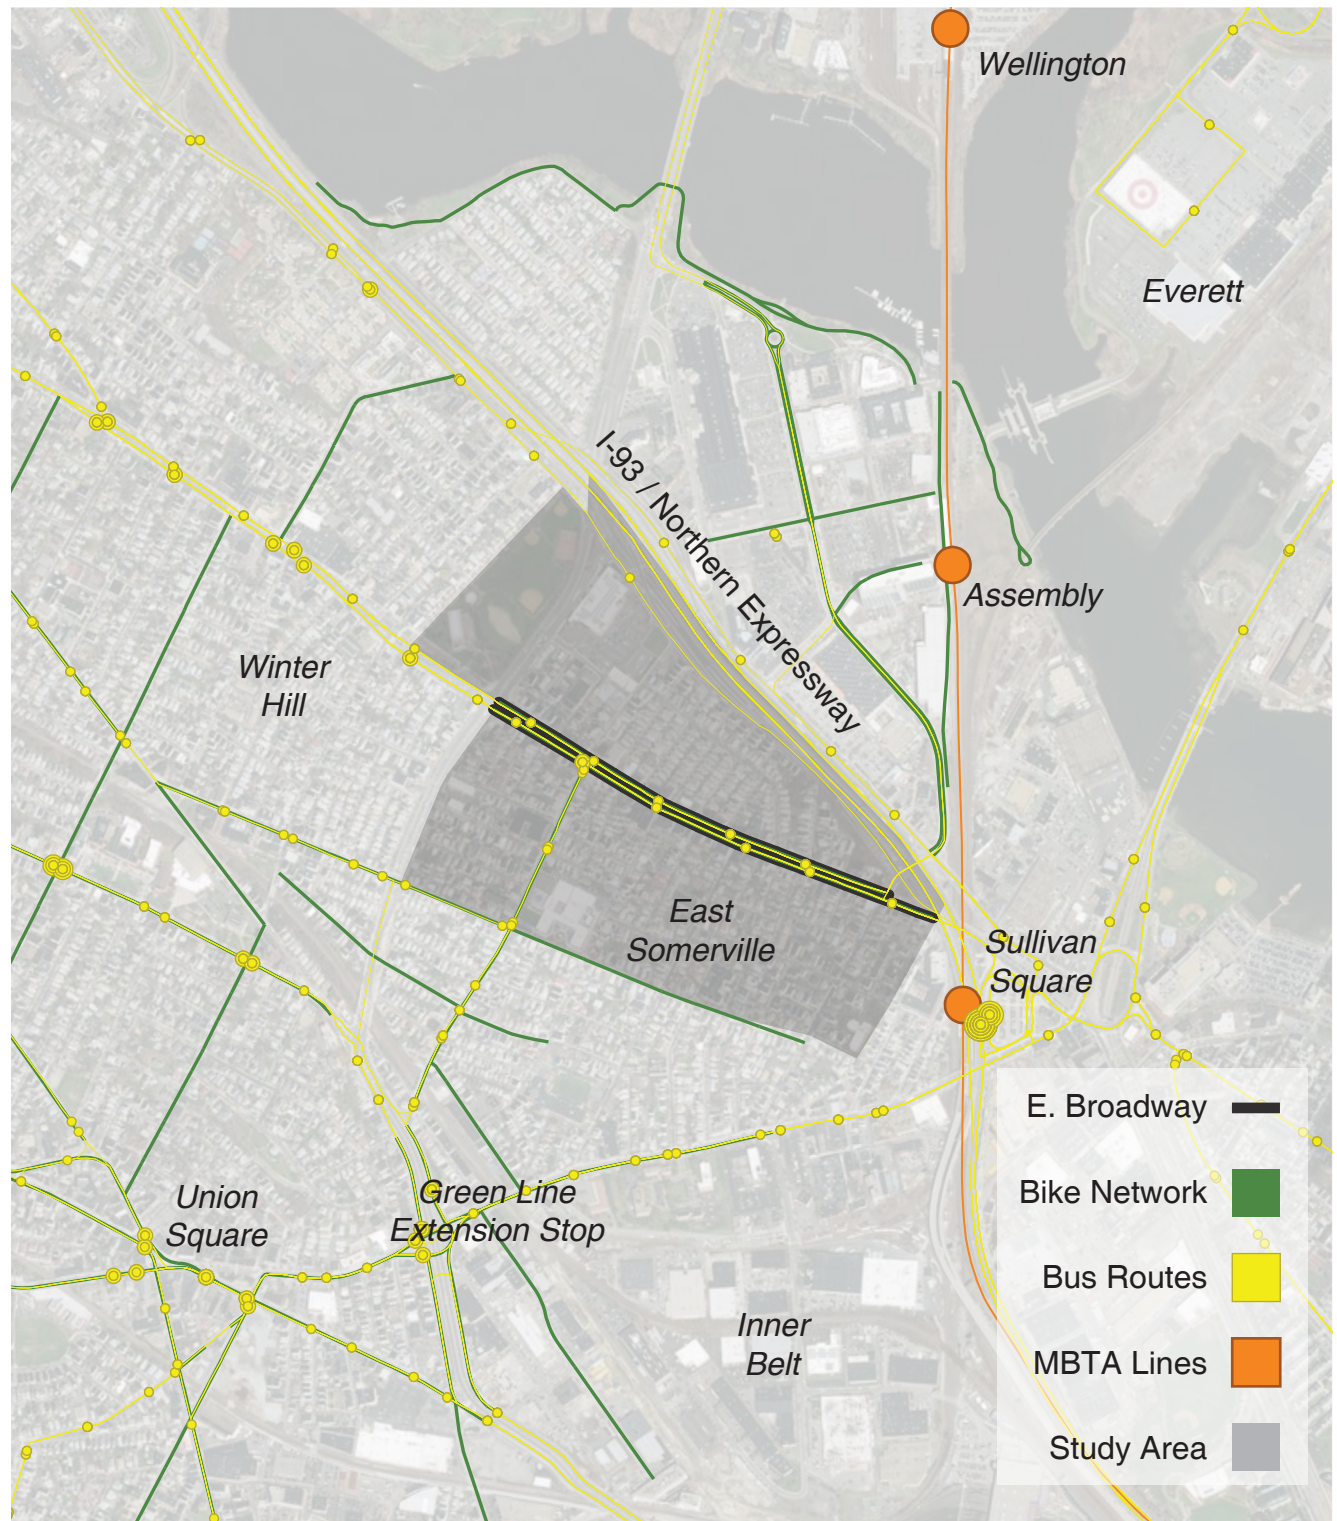 Wellington
Everett
I-93 / Northern Expressway
Assembly
Winter
Hill
East
Somerville
Sullivan
Square
E. Broadway
Bike Network
Union
Square
Green Line
Extension Stop
Bus Routes
Inner
Belt
MBTA Lines
Study Area